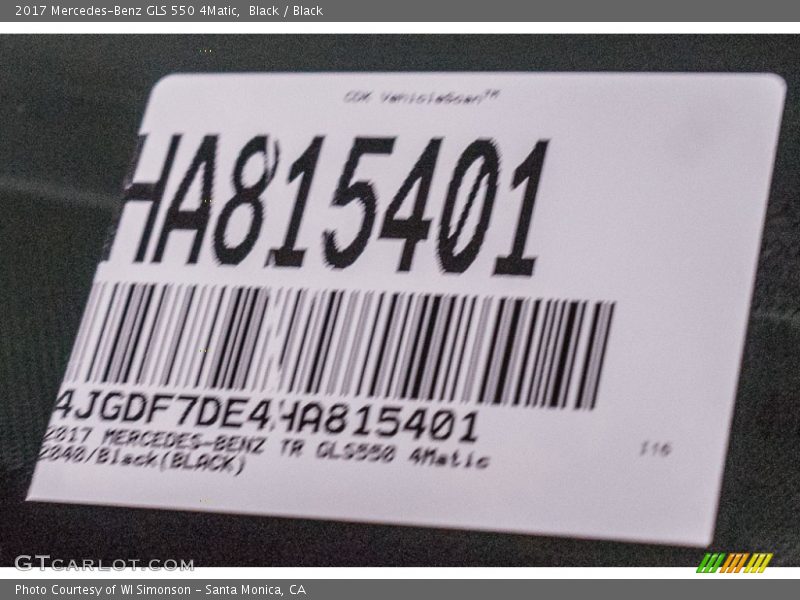 2017 Mercedes-Benz GLS 550 4Matic, Black / Black
CDK VehicleScan™
HA815401
4JGDF7DE4HA815401
2017 MERCEDES-BENZ TR GLS550 4Matic
2040/Black(BLACK)
116
GTCARLOT.COM
Photo Courtesy of WI Simonson - Santa Monica, CA